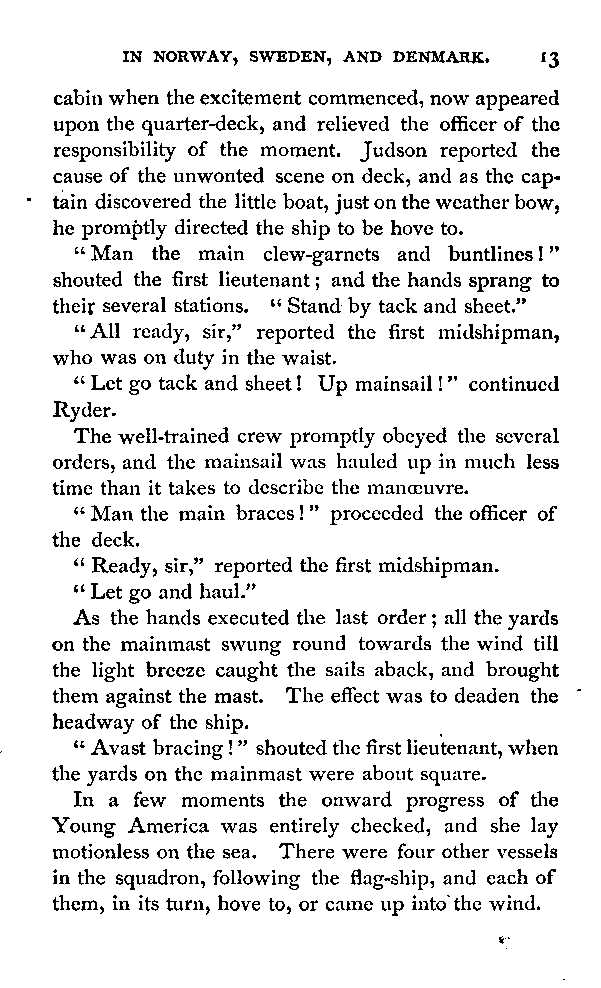 IN NORWAY, SWEDEN, AND DENMARK. 13
cabin when the excitement commenced, now appeared
upon the quarter-deck, and relieved the officer of the
responsibility of the moment. Judson reported the
cause of the unwonted scene on deck, and as the cap-
tain discovered the little boat, just on the weather bow,
he promptly directed the ship to be hove to.
“Man the main clew-garnets and buntlines!”
shouted the first lieutenant; and the hands sprang to
their several stations. “Stand by tack and sheet.”
“All ready, sir,” reported the first midshipman,
who was on duty in the waist.
“Let go tack and sheet! Up mainsail!” continued
Ryder.
The well-trained crew promptly obeyed the several
orders, and the mainsail was hauled up in much less
time than it takes to describe the manœuvre.
“Man the main braces!” proceeded the officer of
the deck.
“Ready, sir,” reported the first midshipman.
“Let go and haul.”
As the hands executed the last order; all the yards
on the mainmast swung round towards the wind till
the light breeze caught the sails aback, and brought
them against the mast. The effect was to deaden the
headway of the ship.
“Avast bracing!” shouted the first lieutenant, when
the yards on the mainmast were about square.
In a few moments the onward progress of the
Young America was entirely checked, and she lay
motionless on the sea. There were four other vessels
in the squadron, following the flag-ship, and each of
them, in its turn, hove to, or came up into the wind.